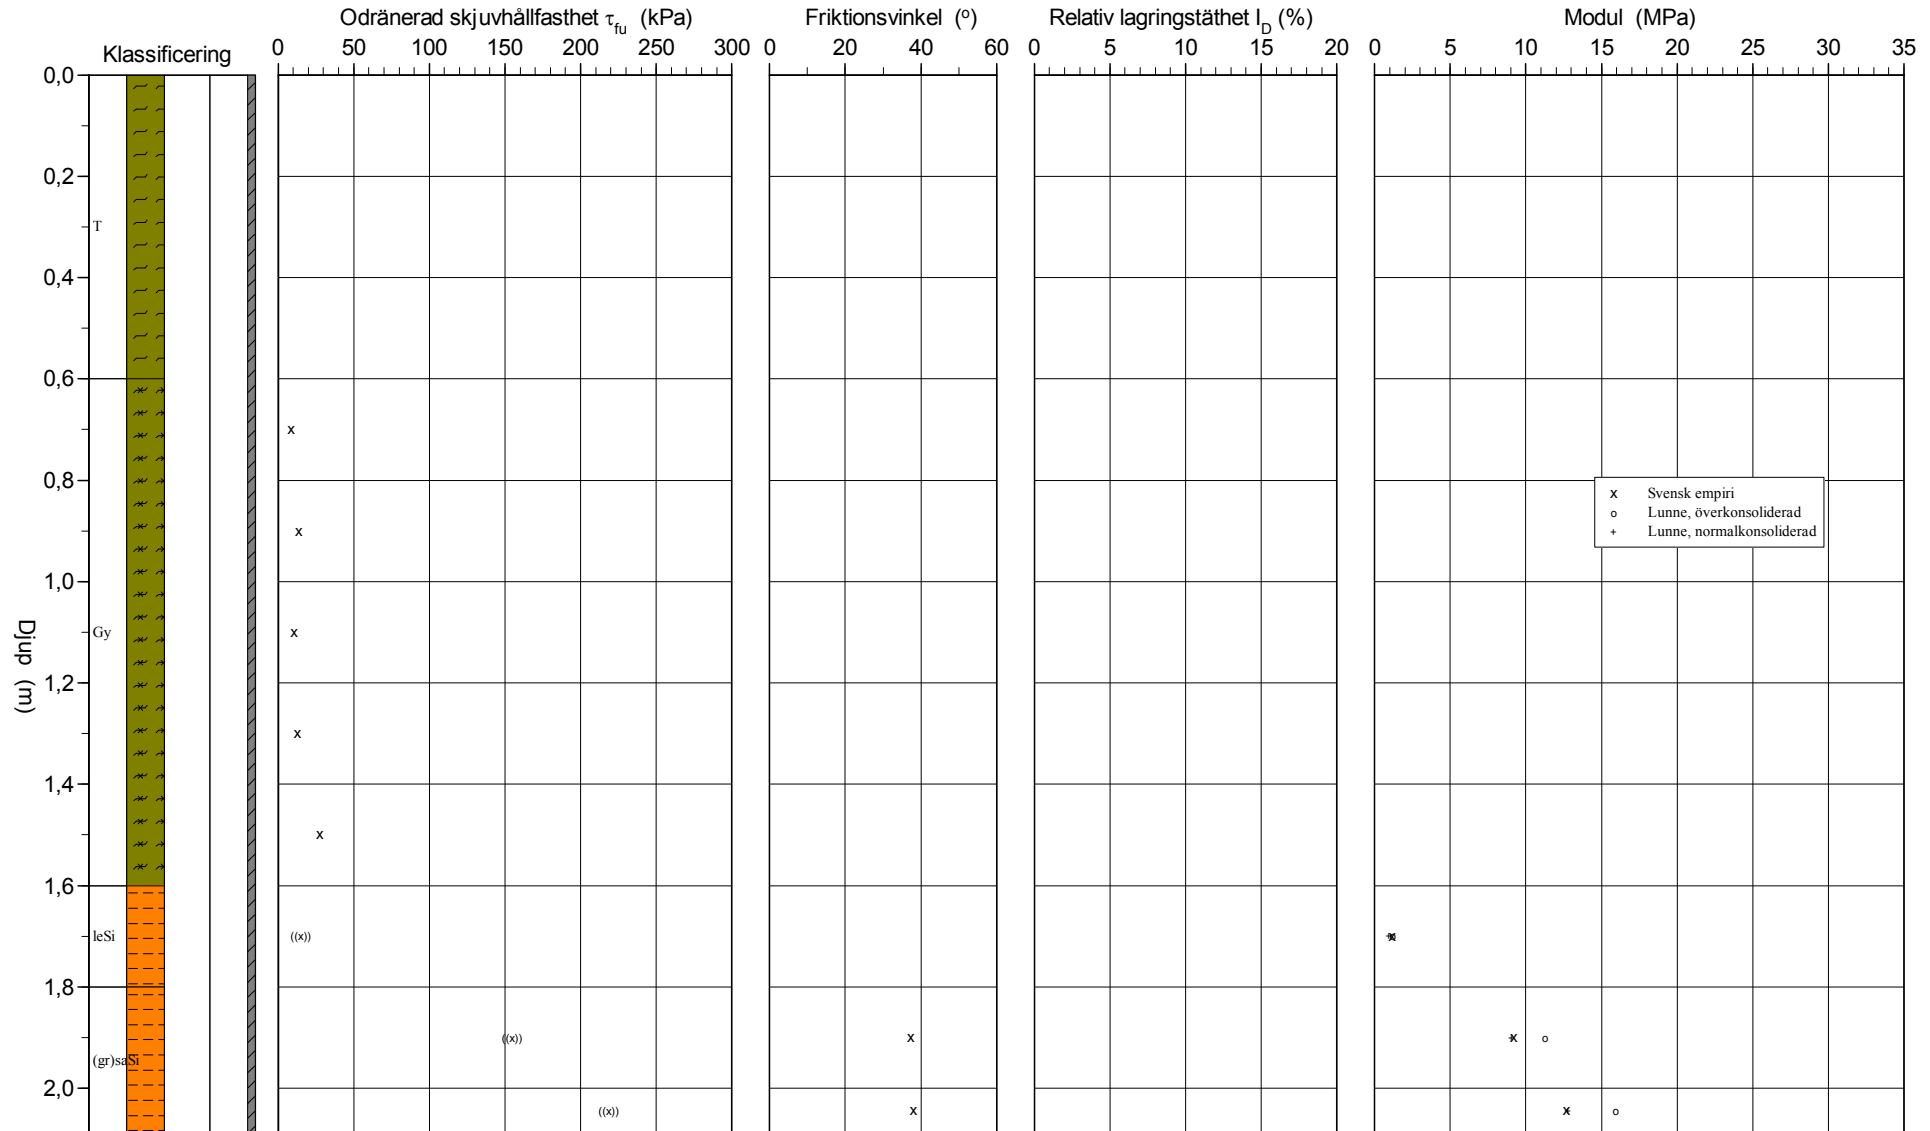 Odränerad skjuvhållfasthet τfu (kPa)
Friktionsvinkel (o)
Relativ lagringstäthet ID (%)
Modul (MPa)
Klassificering
0 50 100 150 200 250 300
0 20 40 60
0 5 10 15 20
0 5 10 15 20 25 30 35
0,0
0,2
T
0,4
0,6
0,8
x Svensk empiri
o Lunne, överkonsoliderad
+ Lunne, normalkonsoliderad
1,0
Gy
Djup (m)
1,2
1,4
1,6
leSi
((x))
1,8
((x))
(gr)saSi
2,0
((x))